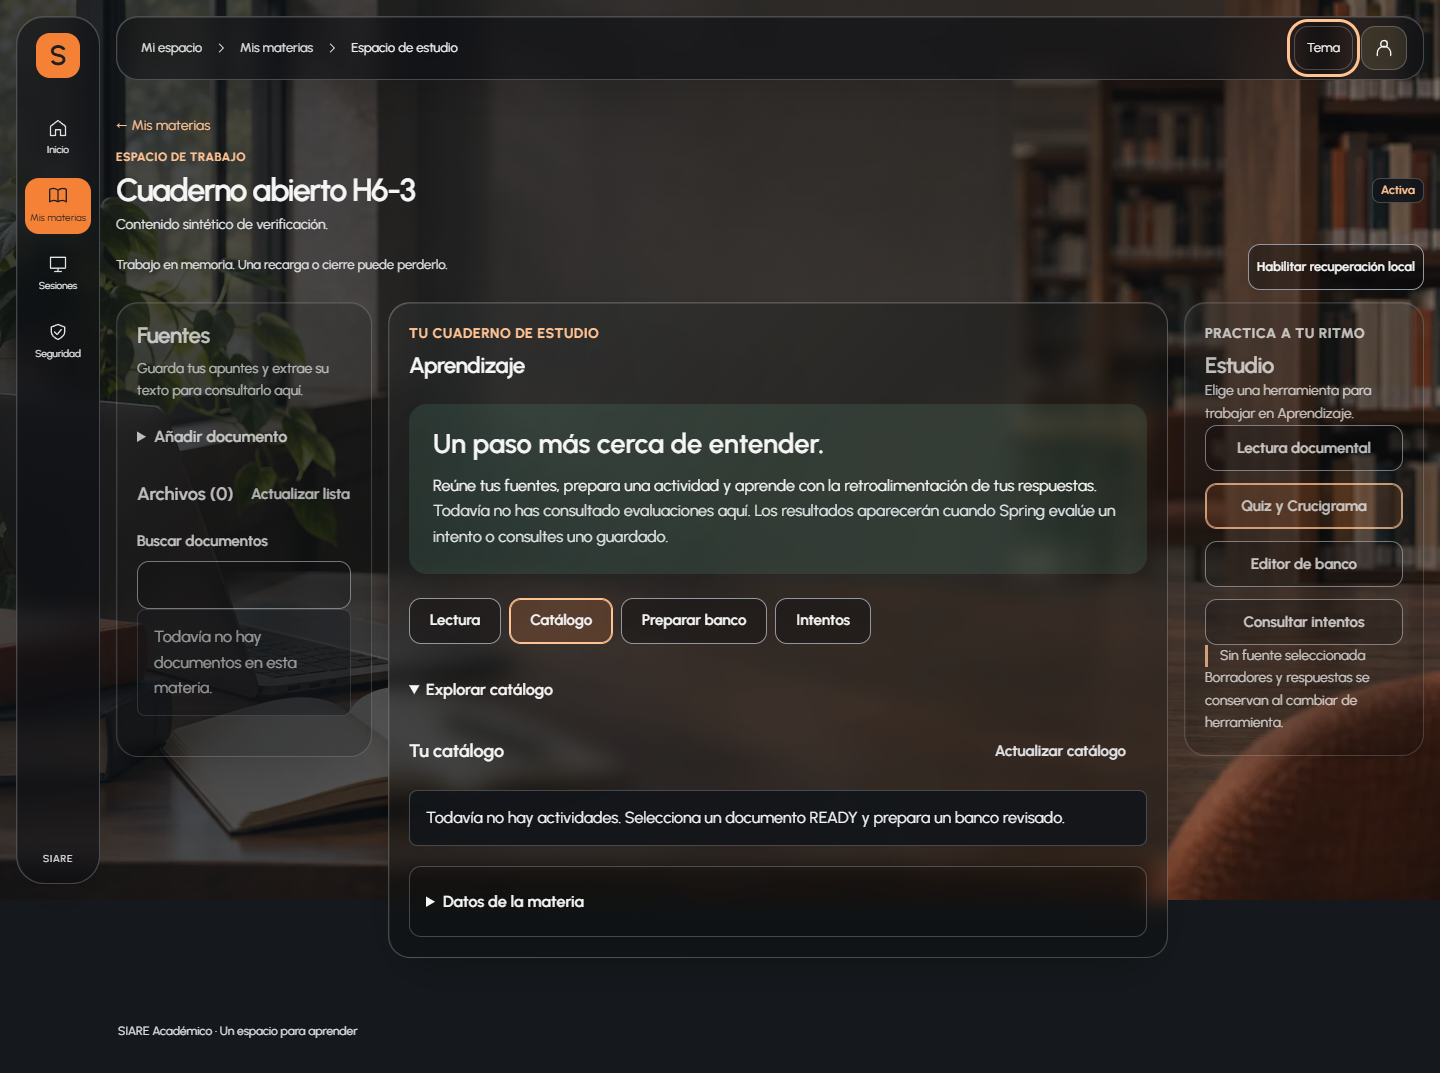 S
Inicio
Mis materias
Sesiones
Seguridad
SIARE
Mi espacio > Mis materias > Espacio de estudio
Tema
← Mis materias
ESPACIO DE TRABAJO
Cuaderno abierto H6-3
Activa
Contenido sintético de verificación.
Trabajo en memoria. Una recarga o cierre puede perderlo.
Habilitar recuperación local
Fuentes
Guarda tus apuntes y extrae su
texto para consultarlo aquí.
▶ Añadir documento
Archivos (0) Actualizar lista
Buscar documentos
Todavía no hay
documentos en esta
materia.
TU CUADERNO DE ESTUDIO
Aprendizaje
Un paso más cerca de entender.
Reúne tus fuentes, prepara una actividad y aprende con la retroalimentación de tus respuestas.
Todavía no has consultado evaluaciones aquí. Los resultados aparecerán cuando Spring evalúe un
intento o consultes uno guardado.
Lectura Catálogo Preparar banco Intentos
▼ Explorar catálogo
Tu catálogo Actualizar catálogo
Todavía no hay actividades. Selecciona un documento READY y prepara un banco revisado.
▶ Datos de la materia
PRACTICA A TU RITMO
Estudio
Elige una herramienta para
trabajar en Aprendizaje.
Lectura documental
Quiz y Crucigrama
Editor de banco
Consultar intentos
Sin fuente seleccionada
Borradores y respuestas se
conservan al cambiar de
herramienta.
SIARE Académico · Un espacio para aprender